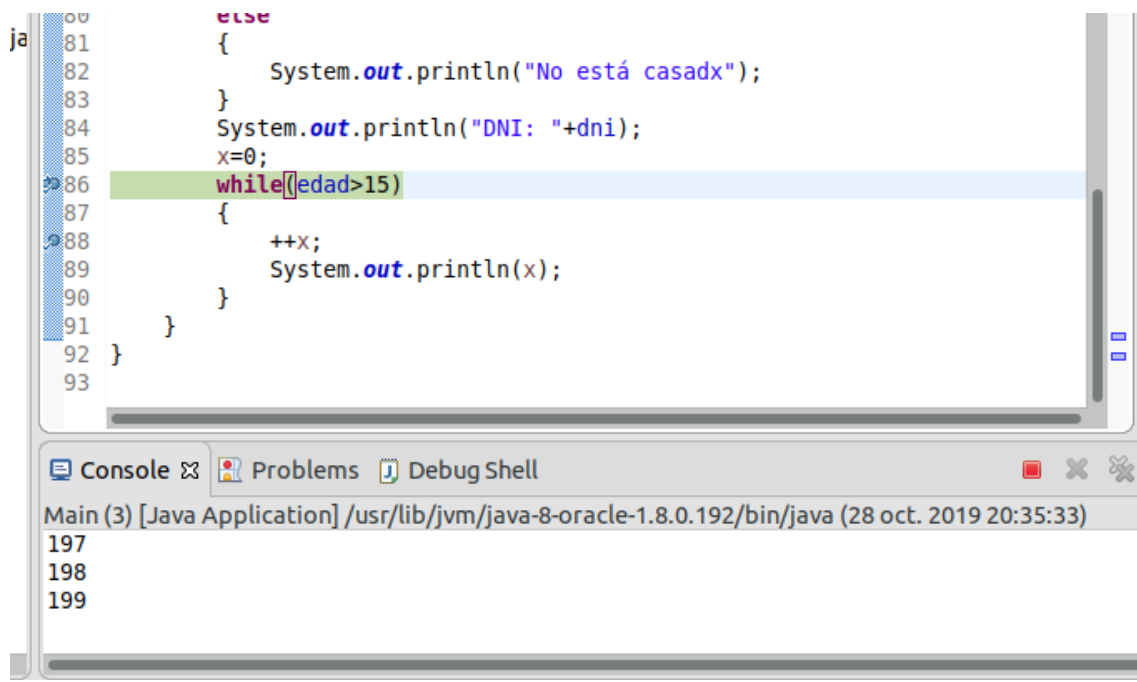 80 else
ja 81 {
82 System.out.println("No está casadx");
83 }
84 System.out.println("DNI: "+dni);
85 x=0;
86 while(edad>15)
87 {
88 ++x;
89 System.out.println(x);
90 }
91 }
92 }
93
Console Problems Debug Shell
Main (3) [Java Application] /usr/lib/jvm/java-8-oracle-1.8.0.192/bin/java (28 oct. 2019 20:35:33)
197
198
199